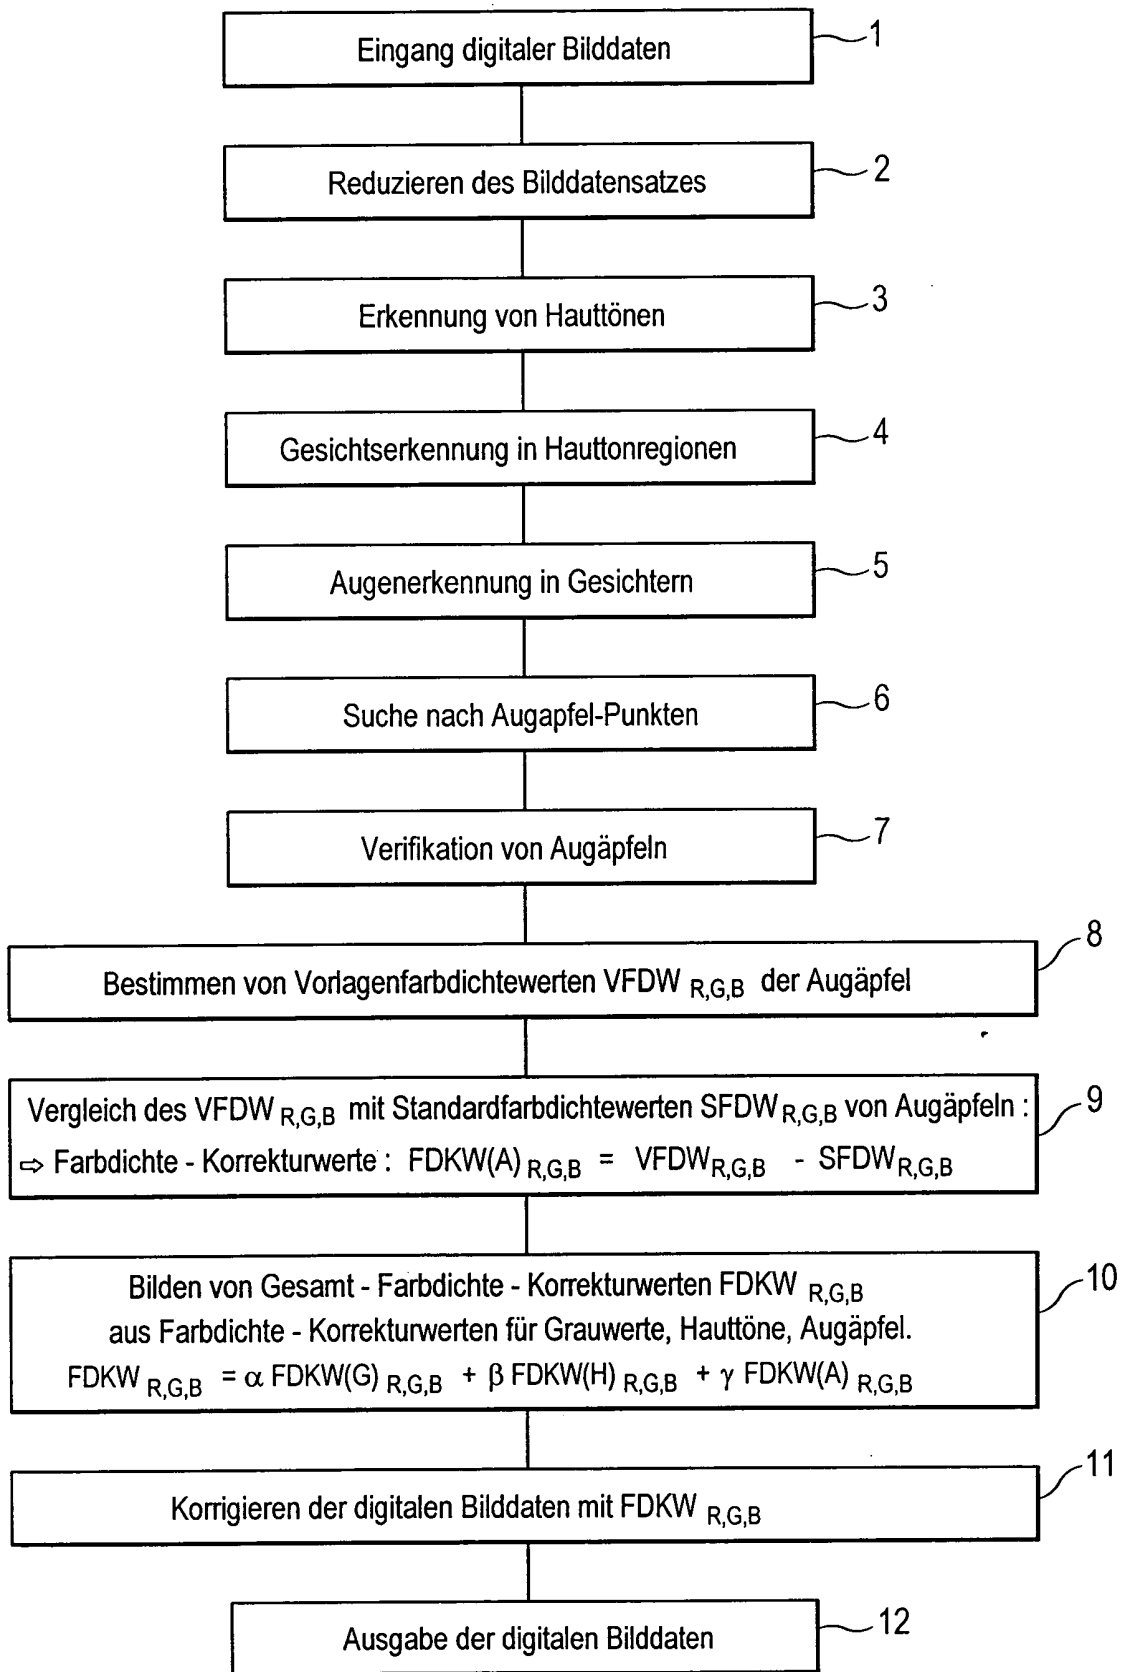 Eingang digitaler Bilddaten 1
Reduzieren des Bilddatensatzes 2
Erkennung von Hauttönen 3
Gesichtserkennung in Hauttonregionen 4
Augenerkennung in Gesichtern 5
Suche nach Augapfel-Punkten 6
Verifikation von Augäpfeln 7
Bestimmen von Vorlagenfarbdichtewerten VFDW R,G,B der Augäpfel 8
Vergleich des VFDW R,G,B mit Standardfarbdichtewerten SFDW R,G,B von Augäpfeln : 9
⇨ Farbdichte - Korrekturwerte : FDKW(A) R,G,B = VFDW R,G,B - SFDW R,G,B
Bilden von Gesamt - Farbdichte - Korrekturwerten FDKW R,G,B 10
aus Farbdichte - Korrekturwerten für Grauwerte, Hauttöne, Augäpfel.
FDKW R,G,B = α FDKW(G) R,G,B + β FDKW(H) R,G,B + γ FDKW(A) R,G,B
Korrigieren der digitalen Bilddaten mit FDKW R,G,B 11
Ausgabe der digitalen Bilddaten 12